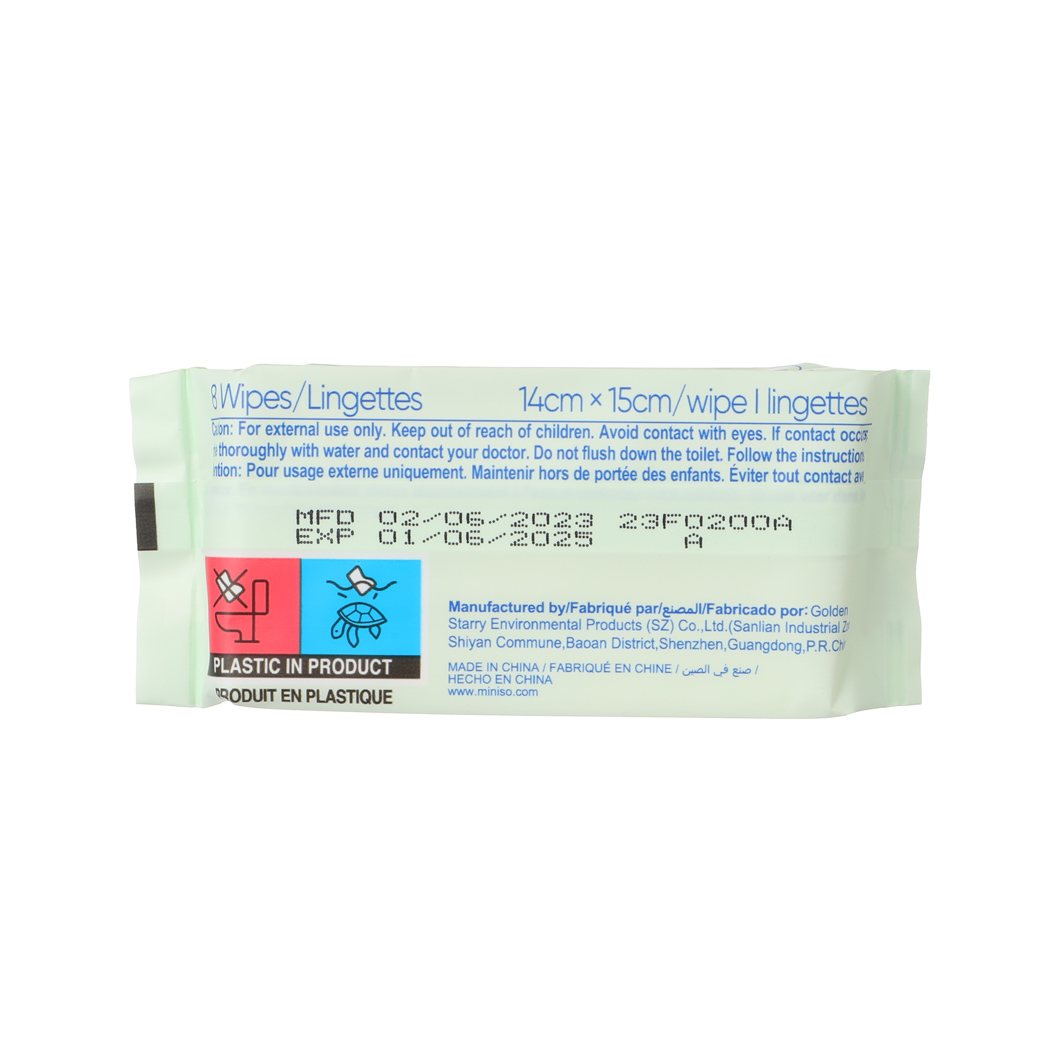 8 Wipes/Lingettes 14cm × 15cm/wipe I lingettes
For external use only. Keep out of reach of children. Avoid contact with eyes. If contact occur
thoroughly with water and contact your doctor. Do not flush down the toilet. Follow the instruction
Pour usage externe uniquement. Maintenir hors de portée des enfants. Éviter tout contact
MFD 02/06/2023 23F0200A
EXP 01/06/2025 A
PLASTIC IN PRODUCT
PRODUIT EN PLASTIQUE
Manufactured by/Fabriqué par/المصنع/Fabricado por: Golden
Starry Environmental Products (SZ) Co.,Ltd.(Sanlian Industrial
Shiyan Commune,Baoan District,Shenzhen,Guangdong,P.R.
MADE IN CHINA / FABRIQUÉ EN CHINE / صنع في الصين /
HECHO EN CHINA
www.miniso.com